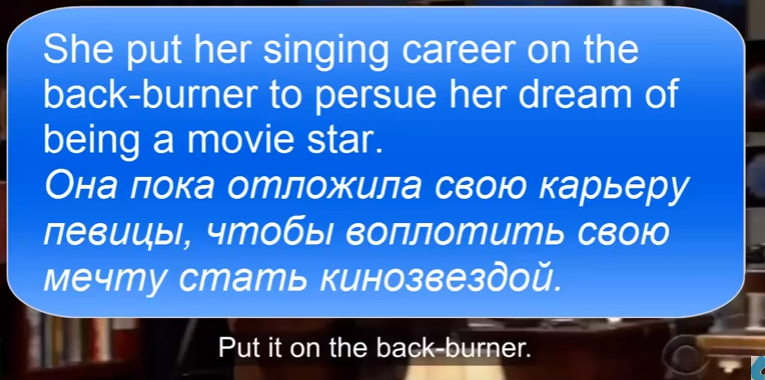 She put her singing career on the
back-burner to persue her dream of
being a movie star.
Она пока отложила свою карьеру
певицы, чтобы воплотить свою
мечту стать кинозвездой.
Put it on the back-burner.